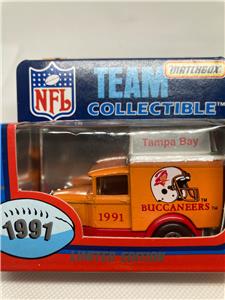 MATCHBOX
NFL
TEAM
COLLECTIBLE™
Tampa Bay
1991
BUCCANEERS™
1991
LIMITED EDITION